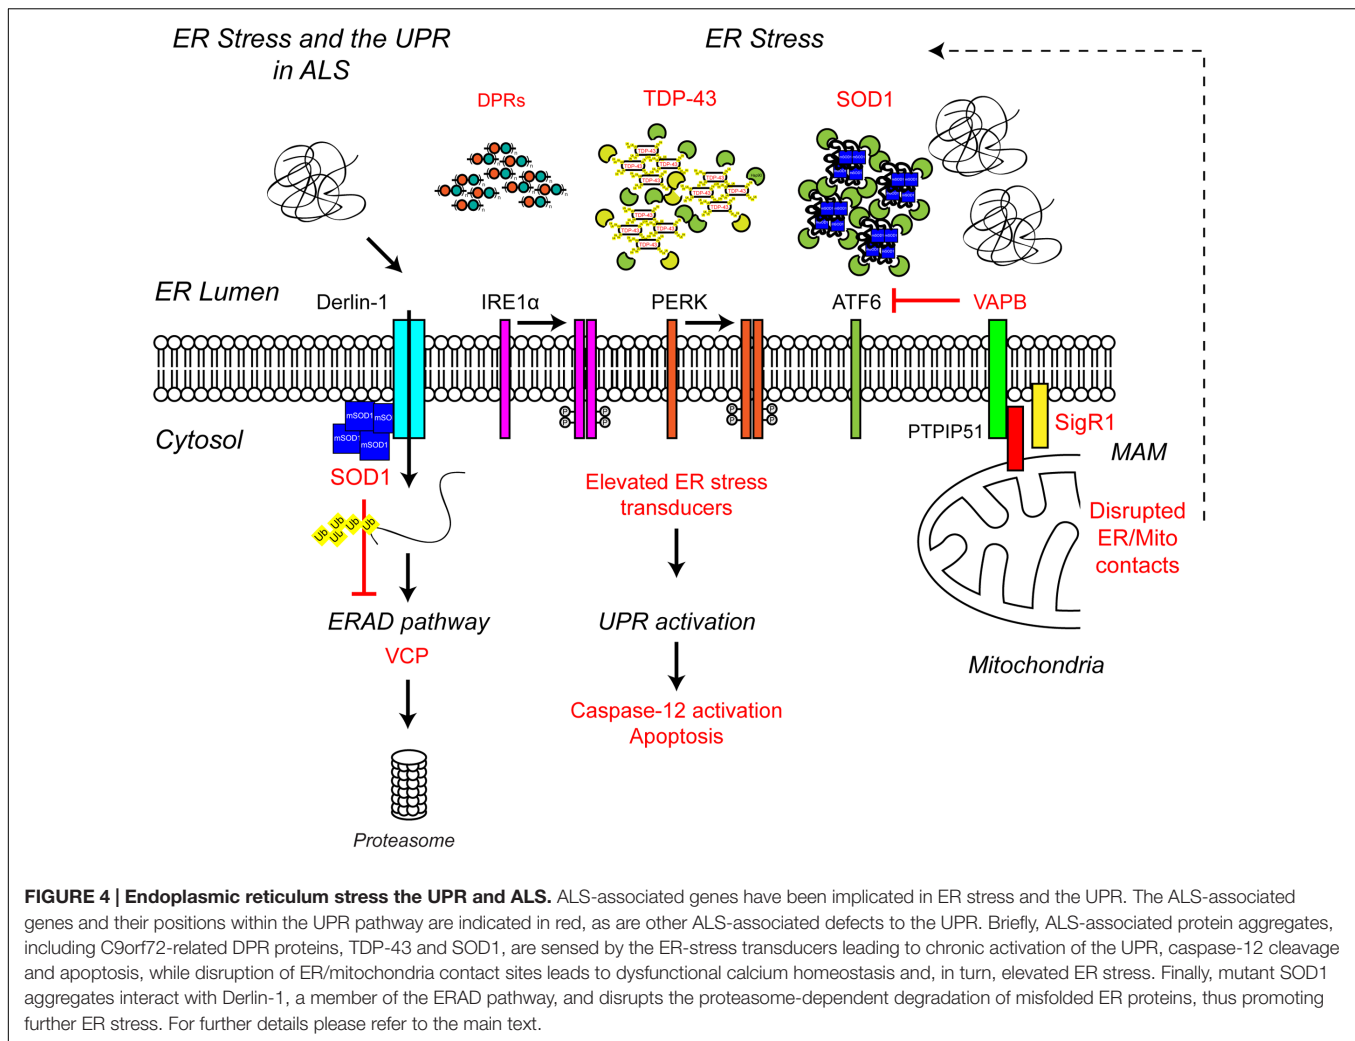 ER Stress and the UPR
in ALS
ER Stress
DPRs
TDP-43
SOD1
ER Lumen
Derlin-1
IRE1α
PERK
ATF6
VAPB
Cytosol
mSOD1
mSO
mSOD1
mSOD1
SOD1
P P
P P
P P
P P
PTPIP51
SigR1
MAM
Ub
Ub
Ub
Ub
Ub
Elevated ER stress
transducers
Disrupted
ER/Mito
contacts
ERAD pathway
VCP
UPR activation
Mitochondria
Caspase-12 activation
Apoptosis
Proteasome
FIGURE 4 | Endoplasmic reticulum stress the UPR and ALS. ALS-associated genes have been implicated in ER stress and the UPR. The ALS-associated
genes and their positions within the UPR pathway are indicated in red, as are other ALS-associated defects to the UPR. Briefly, ALS-associated protein aggregates,
including C9orf72-related DPR proteins, TDP-43 and SOD1, are sensed by the ER-stress transducers leading to chronic activation of the UPR, caspase-12 cleavage
and apoptosis, while disruption of ER/mitochondria contact sites leads to dysfunctional calcium homeostasis and, in turn, elevated ER stress. Finally, mutant SOD1
aggregates interact with Derlin-1, a member of the ERAD pathway, and disrupts the proteasome-dependent degradation of misfolded ER proteins, thus promoting
further ER stress. For further details please refer to the main text.